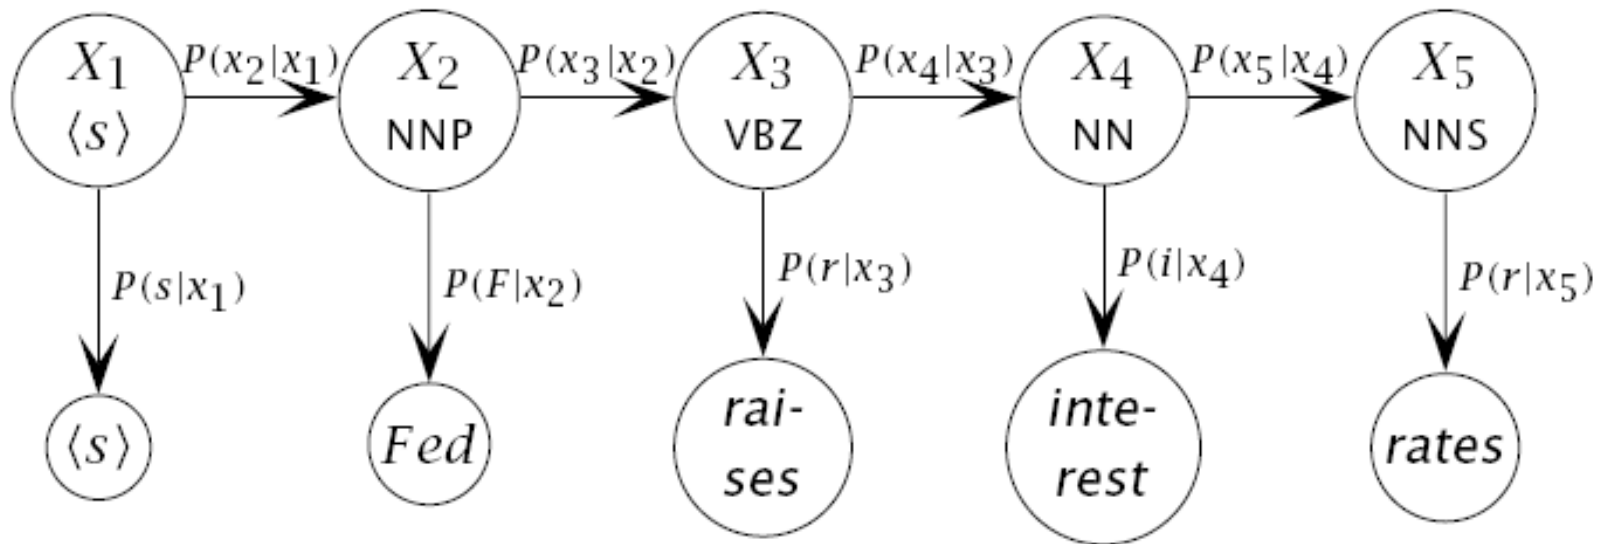 X1 P(x2|x1) X2 P(x3|x2) X3 P(x4|x3) X4 P(x5|x4) X5
⟨s⟩ NNP VBZ NN NNS
P(s|x1) P(F|x2) P(r|x3) P(i|x4) P(r|x5)
⟨s⟩ Fed rai- inte- rates
ses rest